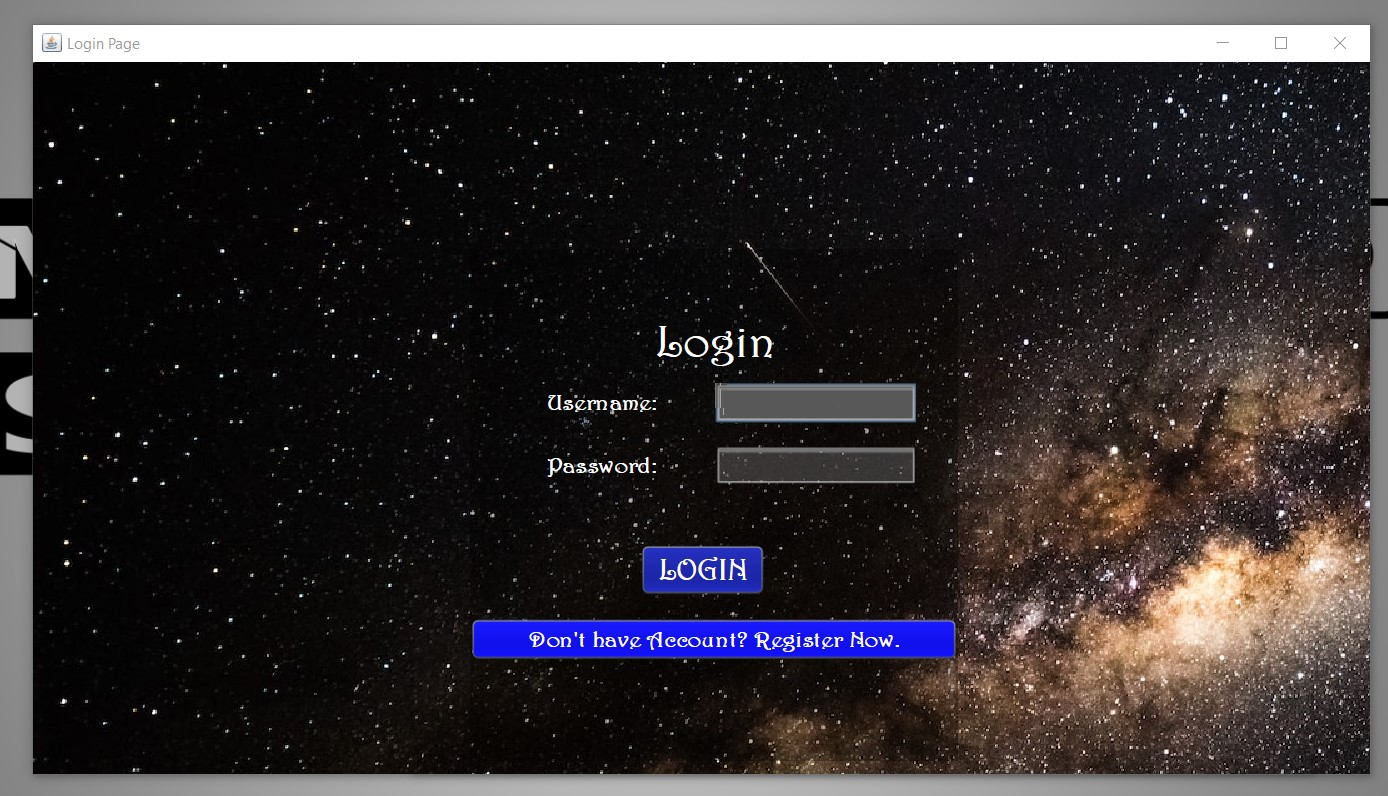 Login Page
Login
Username:
Password:
LOGIN
Don't have Account? Register Now.